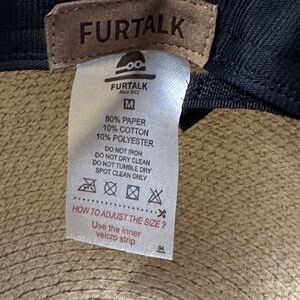 FURTALK
FURTALK
Since 2012
M
80% PAPER
10% COTTON
10% POLYESTER
DO NOT IRON
DO NOT DRY CLEAN
DO NOT TUMBLE DRY
SPOT CLEAN ONLY
HOW TO ADJUST THE SIZE ?
Use the inner
velcro strip
04